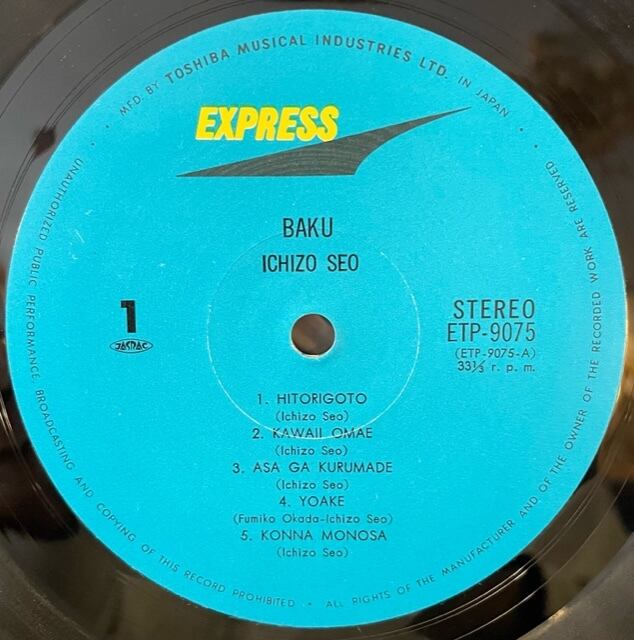 MFD. BY TOSHIBA MUSICAL INDUSTRIES LTD. IN JAPAN
EXPRESS
BAKU
ICHIZO SEO
1
JASRAC
STEREO
ETP-9075
(ETP-9075-A)
33⅓ r. p. m.
1. HITORIGOTO
(Ichizo Seo)
2. KAWAII OMAE
(Ichizo Seo)
3. ASA GA KURUMADE
(Ichizo Seo)
4. YOAKE
(Fumiko Okada-Ichizo Seo)
5. KONNA MONOSA
(Ichizo Seo)
UNAUTHORIZED PUBLIC PERFORMANCE, BROADCASTING AND COPYING OF THIS RECORD PROHIBITED • ALL RIGHTS OF THE MANUFACTURER AND OF THE OWNER OF THE RECORDED WORK ARE RESERVED